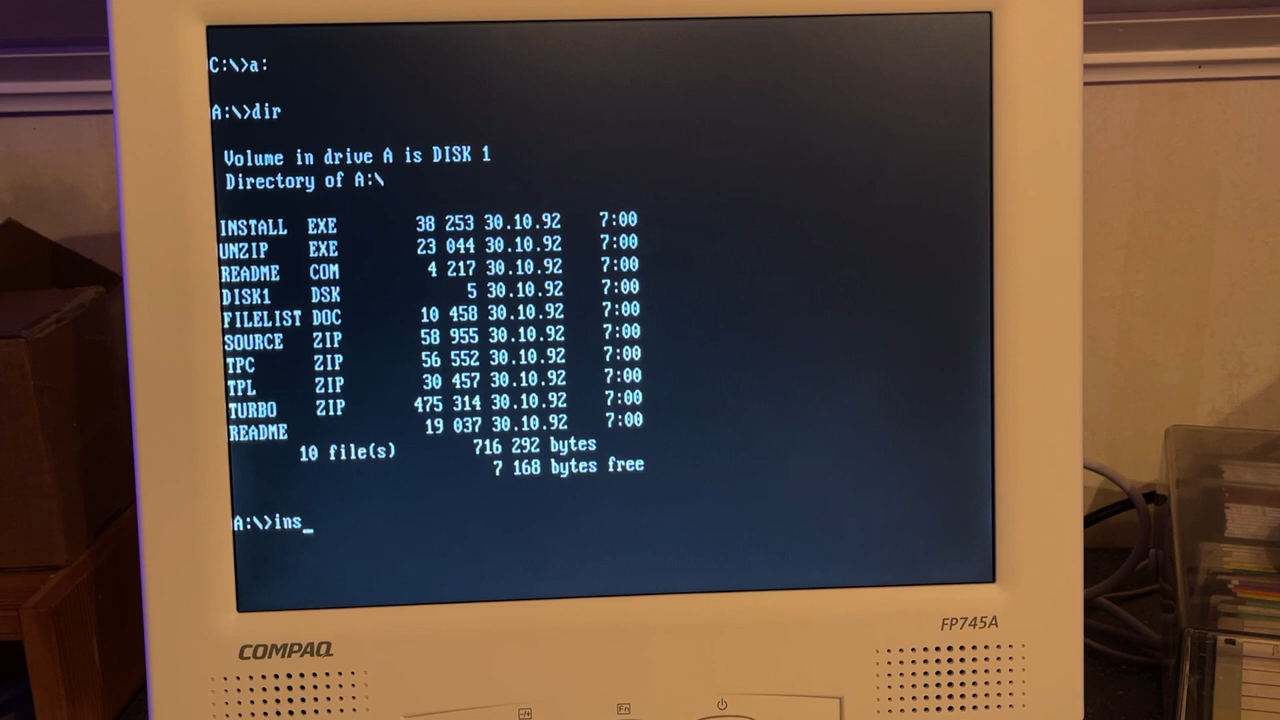 C:\>a:
A:\>dir
Volume in drive A is DISK 1
Directory of A:\
INSTALL EXE 38 253 30.10.92 7:00
UNZIP EXE 23 044 30.10.92 7:00
README COM 4 217 30.10.92 7:00
DISK1 DSK 5 30.10.92 7:00
FILELIST DOC 10 458 30.10.92 7:00
SOURCE ZIP 58 955 30.10.92 7:00
TPC ZIP 56 552 30.10.92 7:00
TPL ZIP 30 457 30.10.92 7:00
TURBO ZIP 475 314 30.10.92 7:00
README 19 037 30.10.92 7:00
10 file(s) 716 292 bytes
7 168 bytes free
A:\>ins_
FP745A
COMPAQ
-/+ Fn